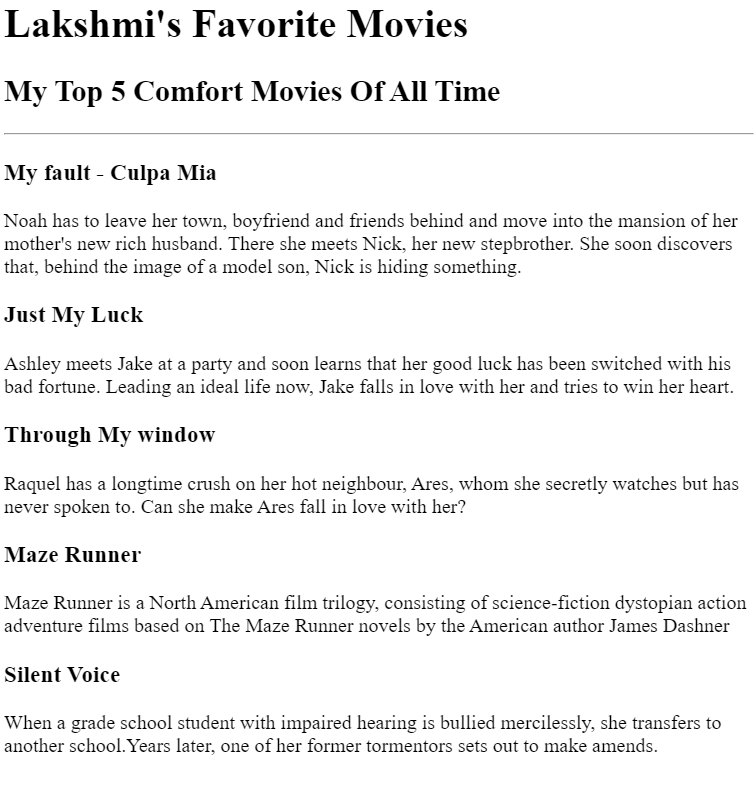 Lakshmi's Favorite Movies
My Top 5 Comfort Movies Of All Time
My fault - Culpa Mia
Noah has to leave her town, boyfriend and friends behind and move into the mansion of her
mother's new rich husband. There she meets Nick, her new stepbrother. She soon discovers
that, behind the image of a model son, Nick is hiding something.
Just My Luck
Ashley meets Jake at a party and soon learns that her good luck has been switched with his
bad fortune. Leading an ideal life now, Jake falls in love with her and tries to win her heart.
Through My window
Raquel has a longtime crush on her hot neighbour, Ares, whom she secretly watches but has
never spoken to. Can she make Ares fall in love with her?
Maze Runner
Maze Runner is a North American film trilogy, consisting of science-fiction dystopian action
adventure films based on The Maze Runner novels by the American author James Dashner
Silent Voice
When a grade school student with impaired hearing is bullied mercilessly, she transfers to
another school.Years later, one of her former tormentors sets out to make amends.